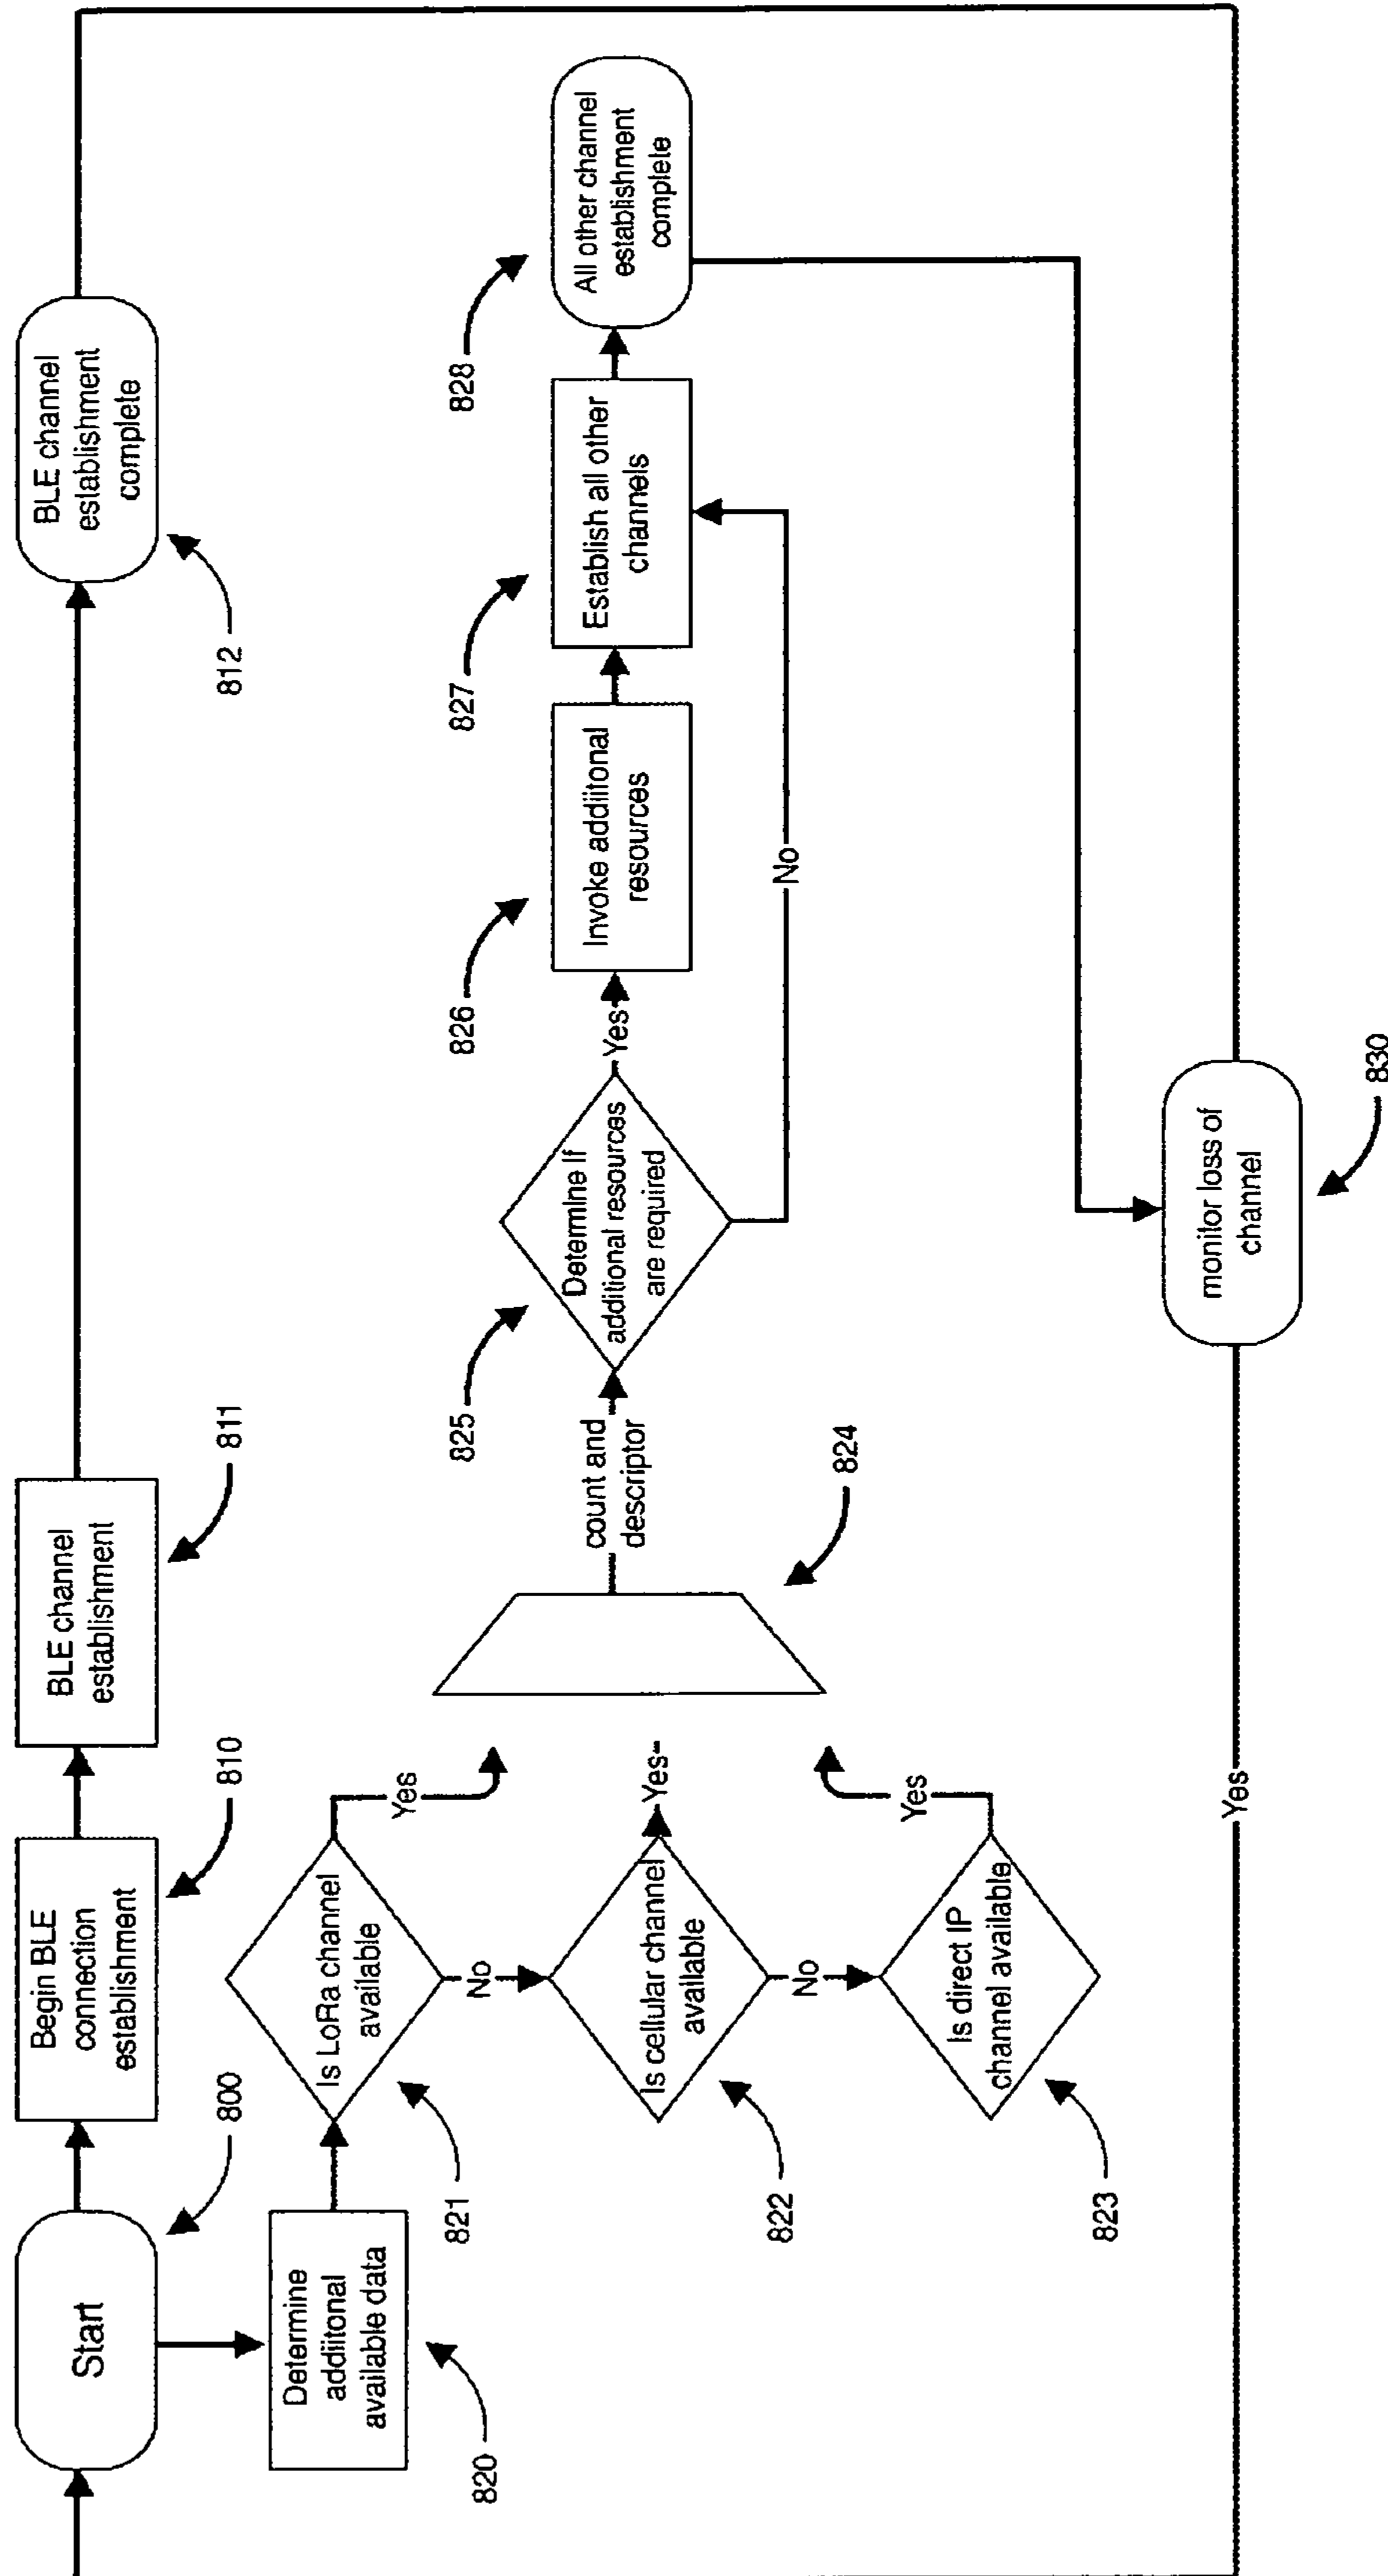 Start
800
Begin BLE
connection
establishment
810
BLE channel
establishment
811
BLE channel
establishment
complete
812
Determine
addiitonal
available data
820
Is LoRa channel
available
821
Yes
No
Is cellular channel
available
822
Yes
No
Is direct IP
channel available
823
Yes
824
count and
descriptor
Determine If
additional resources
are required
825
Yes
No
Invoke addiitonal
resources
826
Establish all other
channels
827
All other channel
establishment
complete
828
monitor loss of
channel
830
Yes